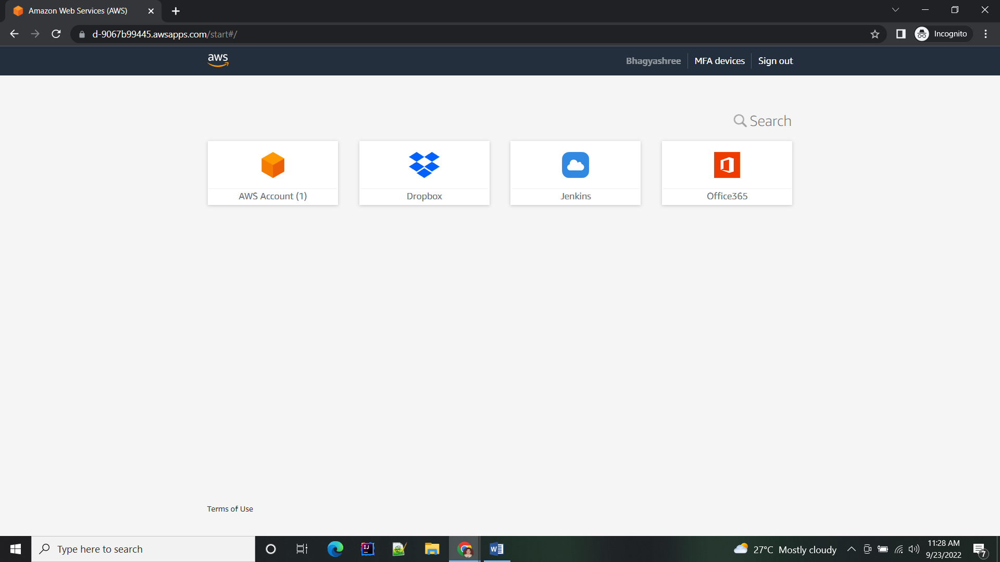 Amazon Web Services (AWS)
d-9067b99445.awsapps.com/start#/
Incognito
aws
Bhagyashree
MFA devices
Sign out
Search
AWS Account (1)
Dropbox
Jenkins
Office365
Terms of Use
Type here to search
IJ
W
27°C Mostly cloudy
11:28 AM
9/23/2022
7